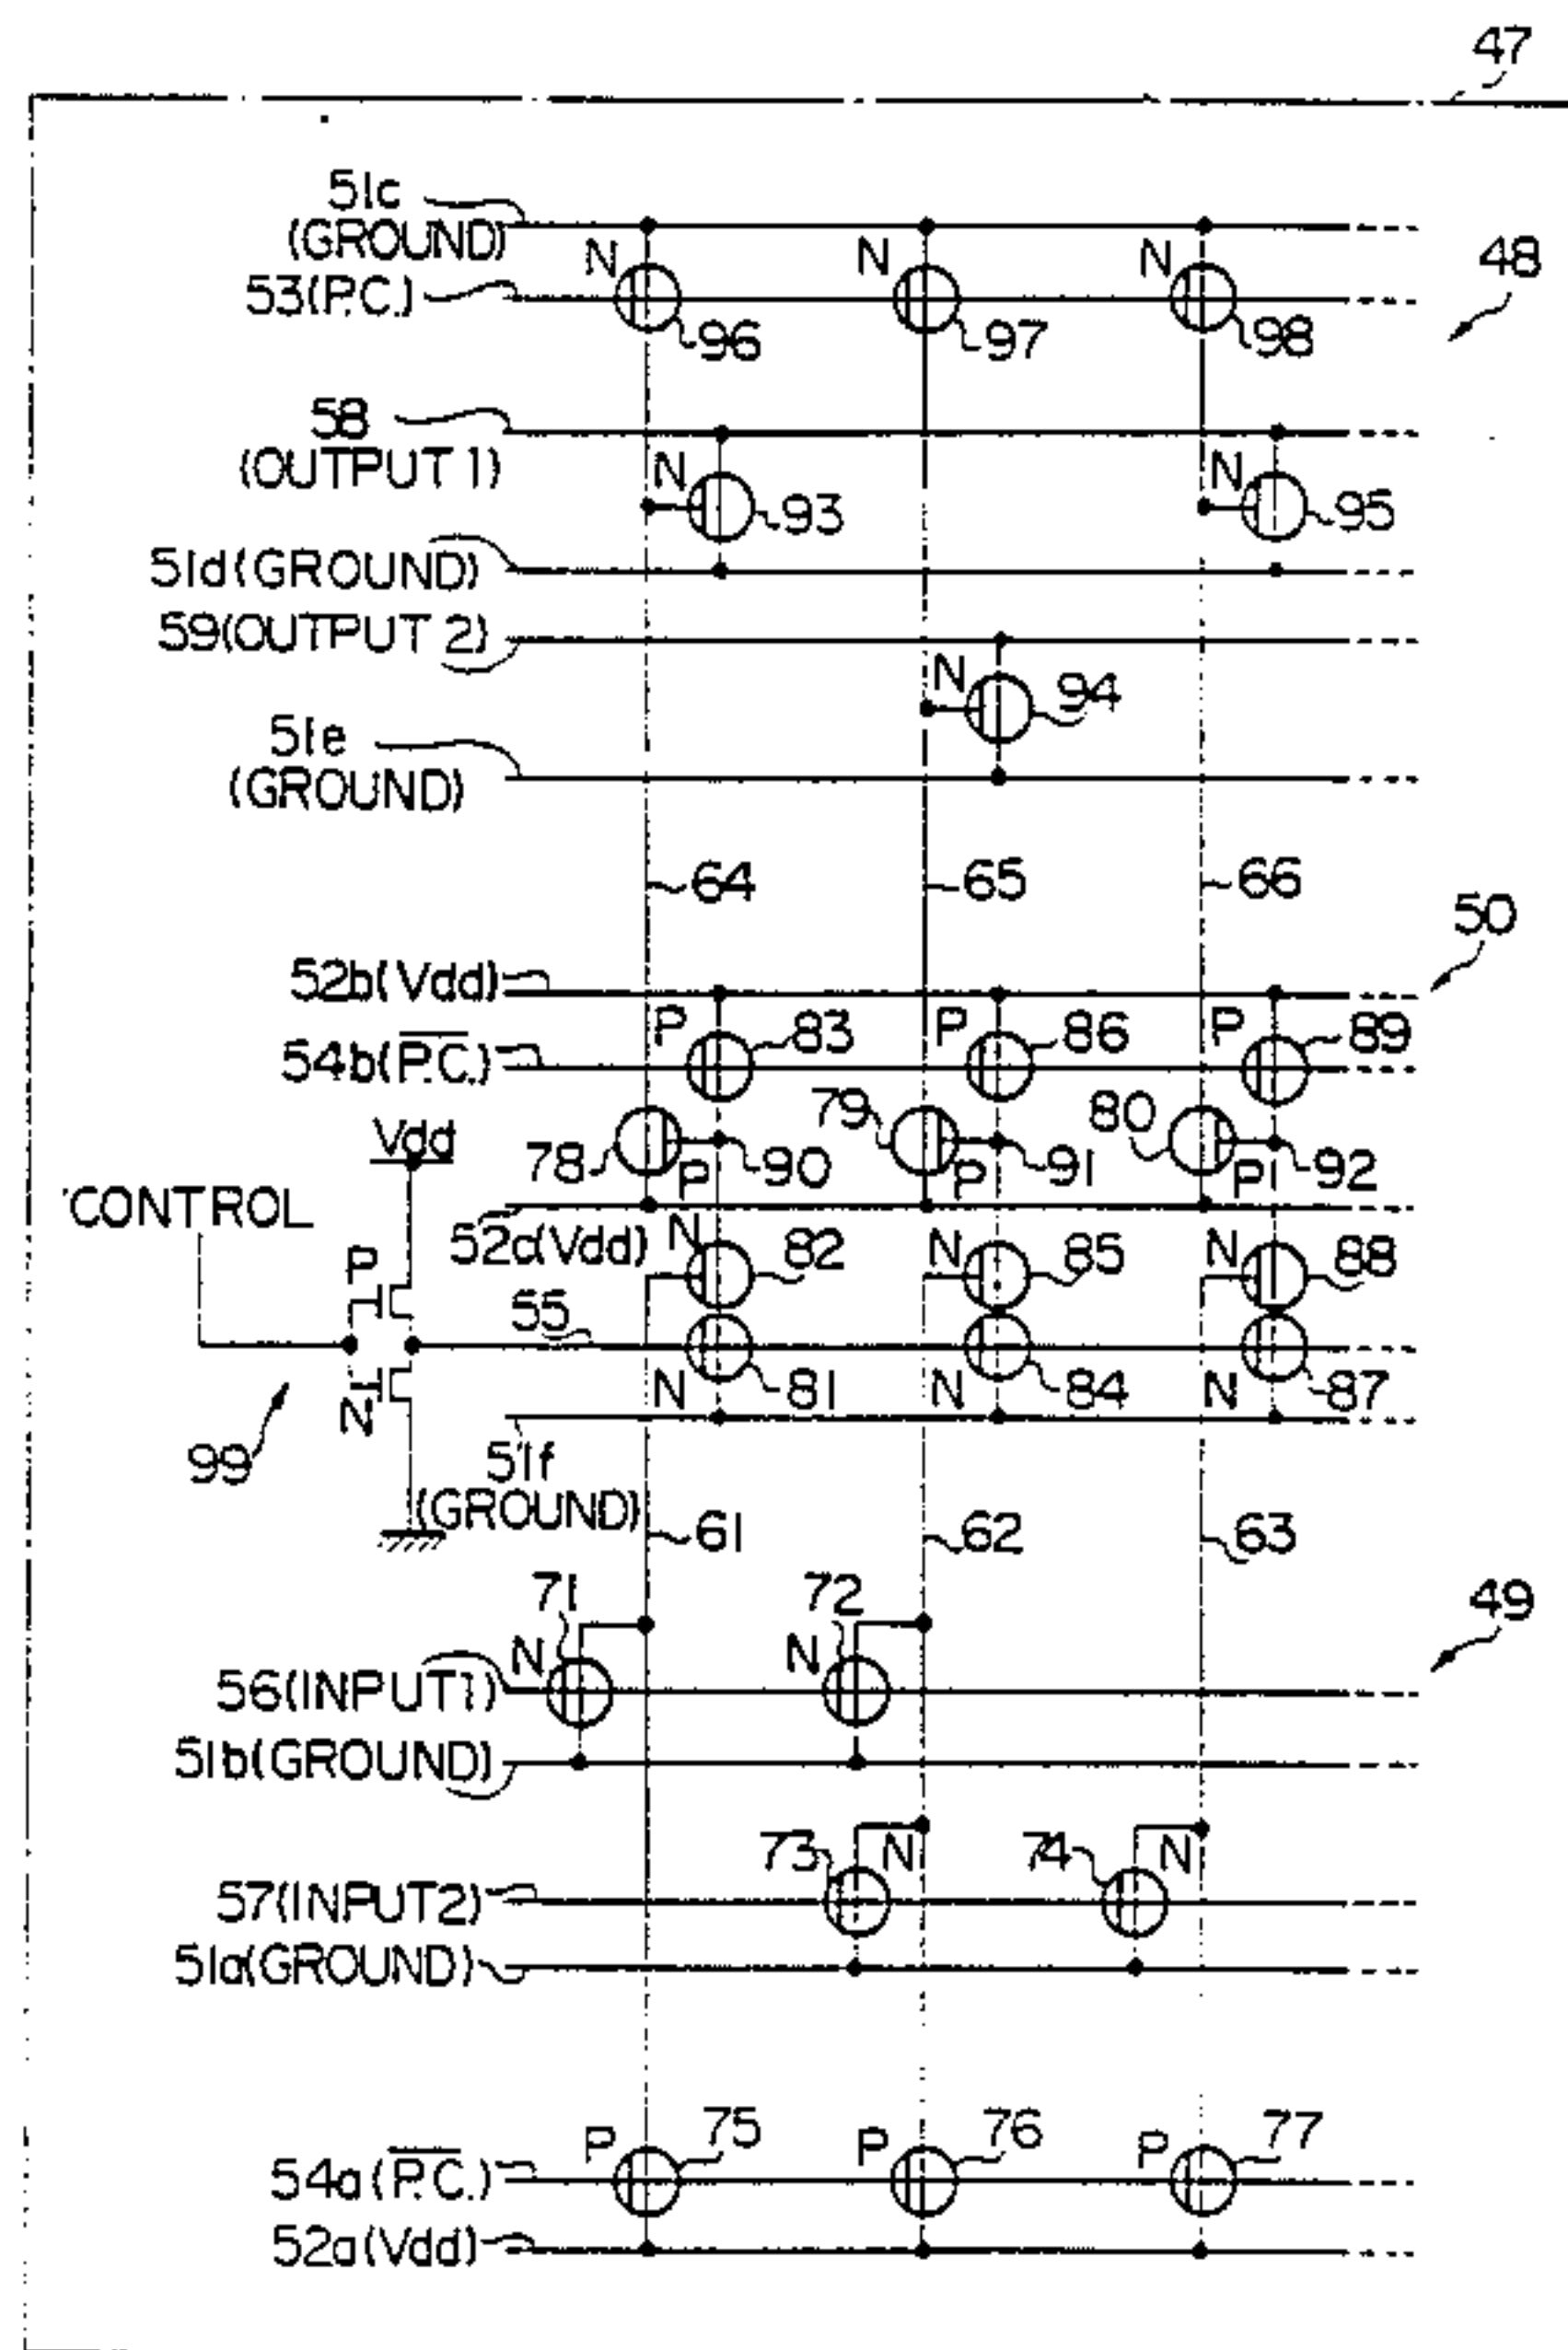 47
51c
(GROUND)
N N N
53(P.C.)
48
96 97 98
58
(OUTPUT 1)
N N
93 95
51d(GROUND)
59(OUTPUT 2)
N
94
51e
(GROUND)
64 65 66
50
52b(Vdd)
P P P
83 86 89
54b(P.C.)
79 80
Vdd
78 90 91 92
P P P
CONTROL
52c(Vdd)
N N N
82 85 88
P
55
N N N
81 84 87
N
99
51f
(GROUND)
61 62 63
71 72
49
N N
56(INPUT1)
51b(GROUND)
73 N 74 N
57(INPUT2)
51a(GROUND)
P 75 P 76 P 77
54a(P.C.)
52a(Vdd)